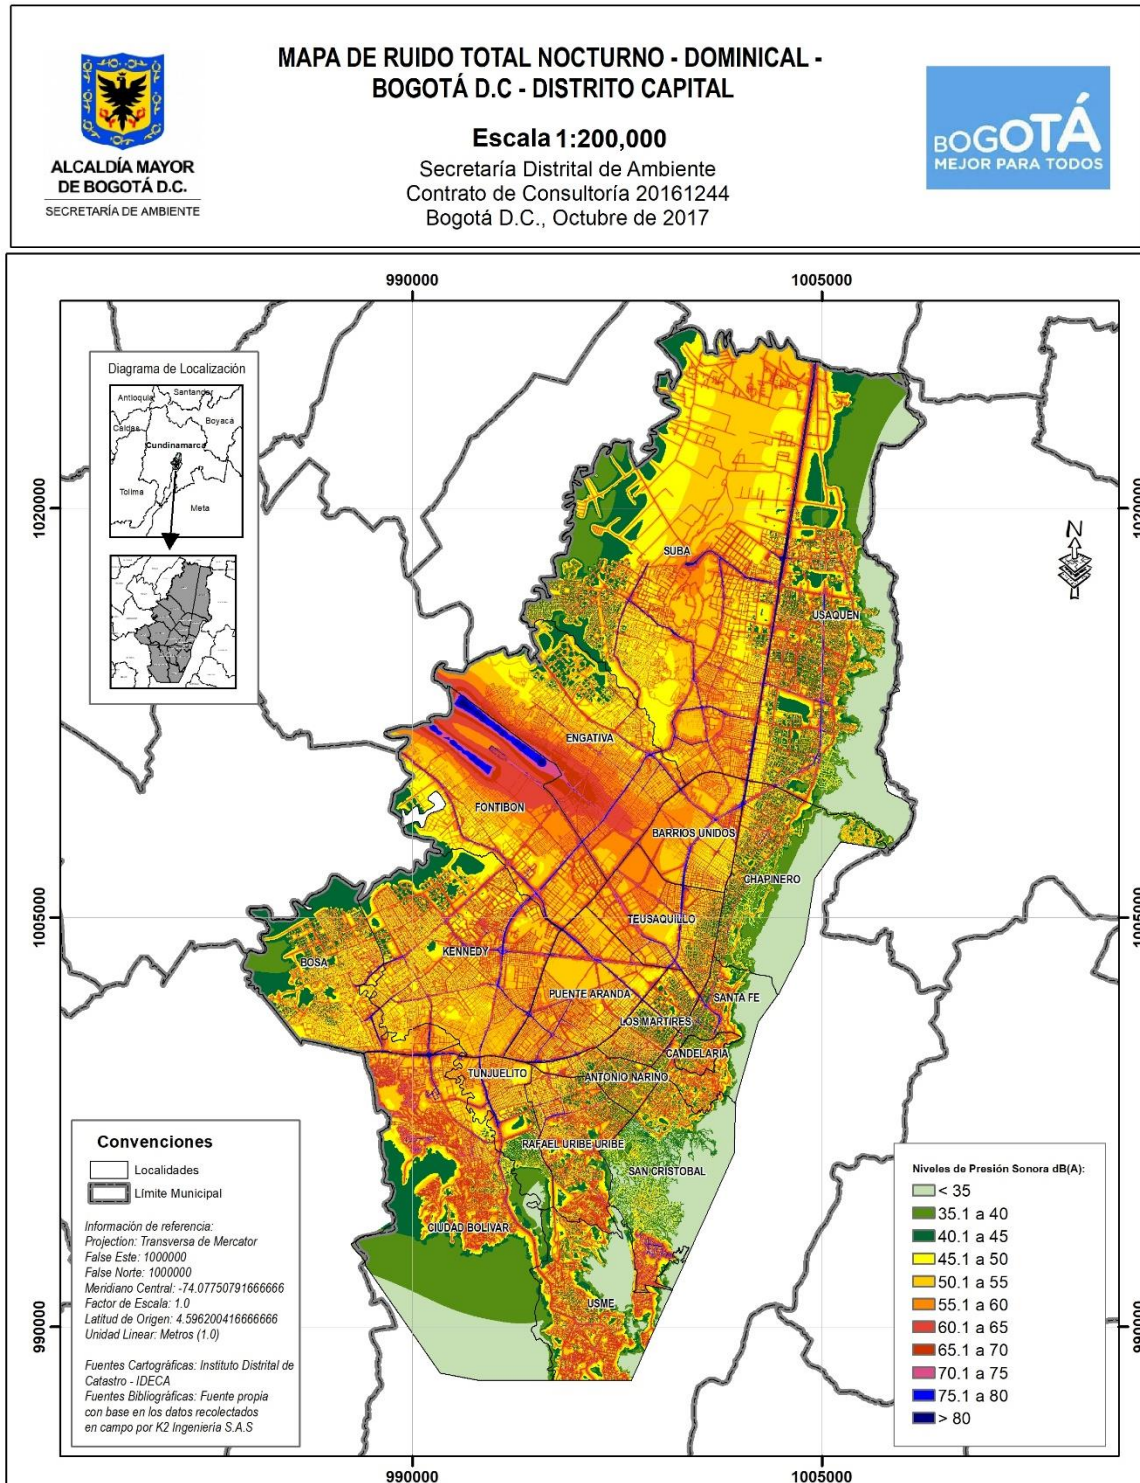 MAPA DE RUIDO TOTAL NOCTURNO - DOMINICAL -
BOGOTÁ D.C - DISTRITO CAPITAL
Escala 1:200,000
Secretaría Distrital de Ambiente
Contrato de Consultoría 20161244
Bogotá D.C., Octubre de 2017
ALCALDÍA MAYOR
DE BOGOTÁ D.C.
SECRETARÍA DE AMBIENTE
BOGOTÁ
MEJOR PARA TODOS
990000
1005000
Diagrama de Localización
Antioquia
Santander
Boyacá
Caldas
Cundinamarca
Tolima
Meta
1020000
1020000
N
SUBA
USAQUEN
ENGATIVA
FONTIBON
BARRIOS UNIDOS
CHAPINERO
1005000
1005000
TEUSAQUILLO
KENNEDY
BOSA
PUENTE ARANDA
SANTA FE
LOS MARTIRES
CANDELARIA
TUNJUELITO
ANTONIO NARIÑO
RAFAEL URIBE URIBE
SAN CRISTOBAL
CIUDAD BOLIVAR
USME
990000
990000
Convenciones
Localidades
Límite Municipal
Información de referencia:
Projection: Transversa de Mercator
False Este: 1000000
False Norte: 1000000
Meridiano Central: -74.07750791666666
Factor de Escala: 1.0
Latitud de Origen: 4.596200416666666
Unidad Linear: Metros (1.0)
Fuentes Cartográficas: Instituto Distrital de
Catastro - IDECA
Fuentes Bibliográficas: Fuente propia
con base en los datos recolectados
en campo por K2 Ingeniería S.A.S
Niveles de Presión Sonora dB(A):
< 35
35.1 a 40
40.1 a 45
45.1 a 50
50.1 a 55
55.1 a 60
60.1 a 65
65.1 a 70
70.1 a 75
75.1 a 80
> 80
990000
1005000